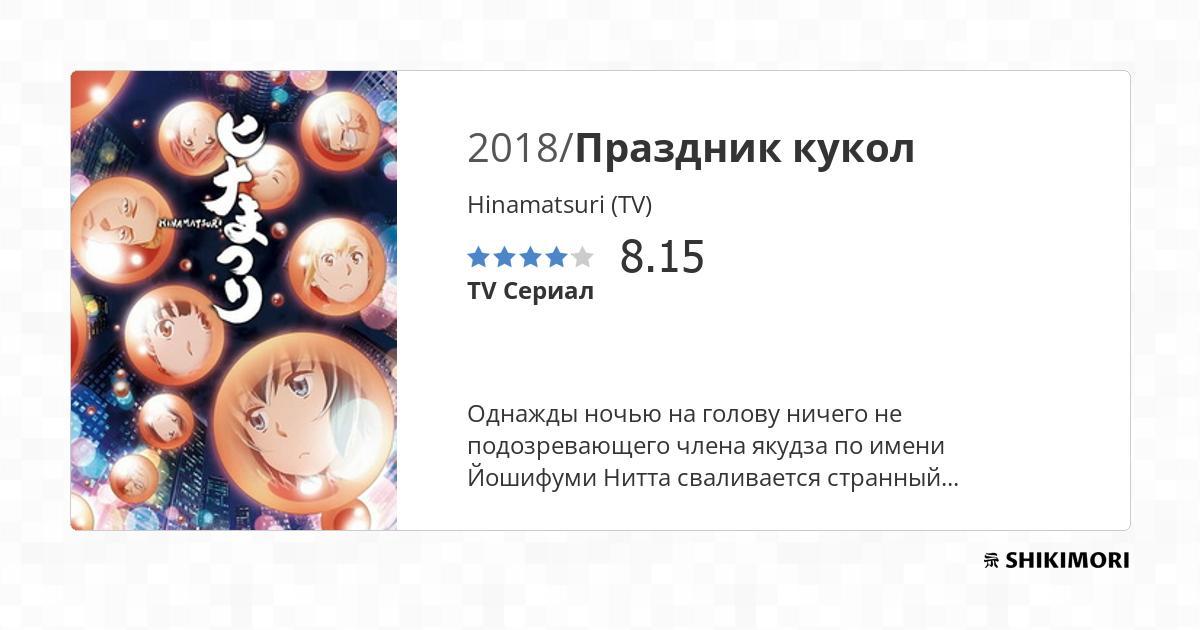 ヒナまつり
HINAMATSURI
2018/Праздник кукол
Hinamatsuri (TV)
8.15
TV Сериал
Однажды ночью на голову ничего не
подозревающего члена якудза по имени
Йошифуми Нитта сваливается странный...
SHIKIMORI